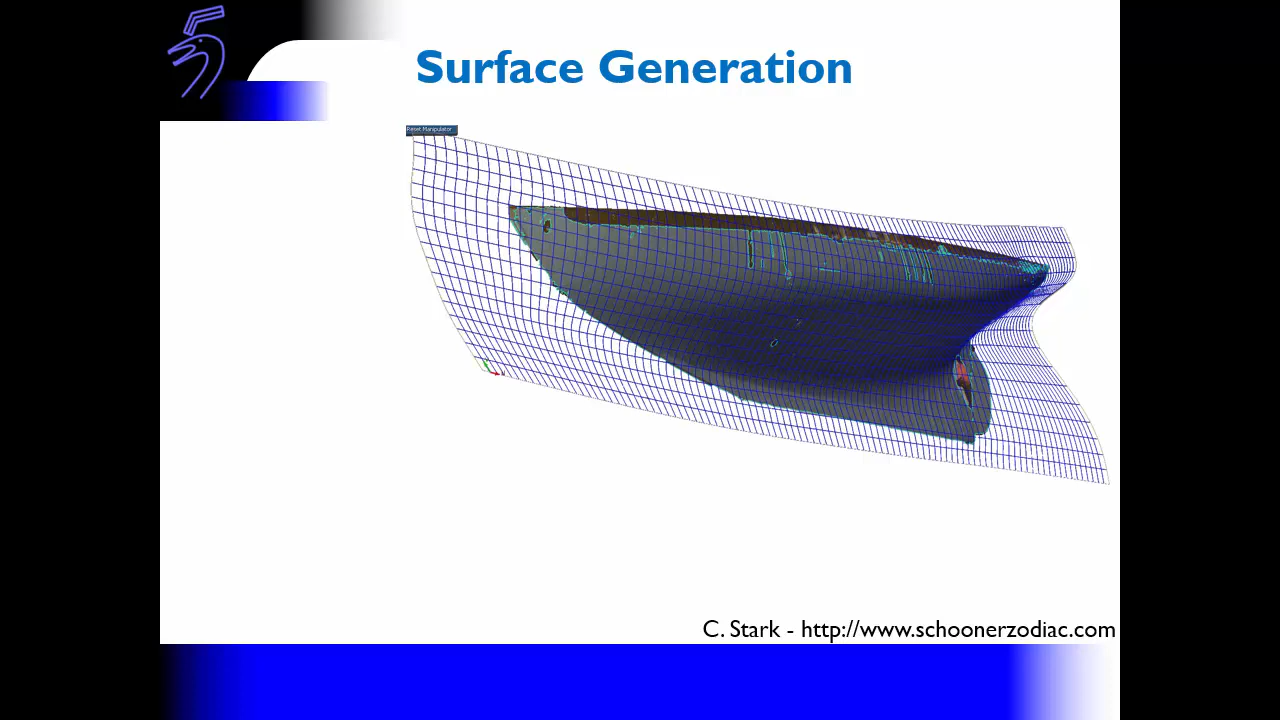 Surface Generation
Reset Manipulator
C. Stark - http://www.schoonerzodiac.com